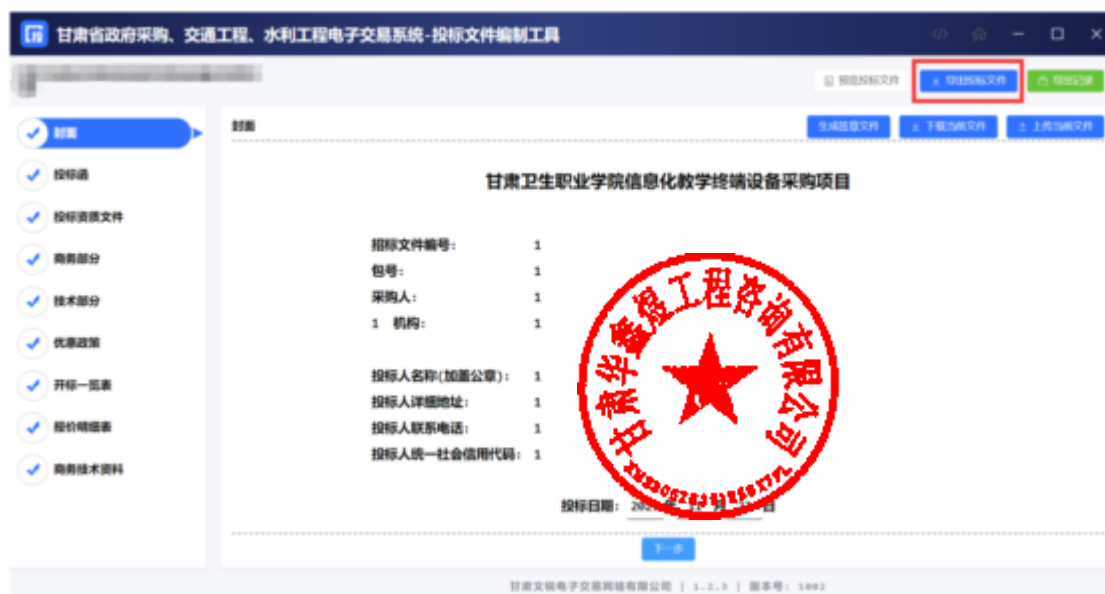 甘肃省政府采购、交通工程、水利工程电子交易系统-投标文件编制工具
预览投标文件
导出投标文件
导出记录
封面
投标函
投标资质文件
商务部分
技术部分
优惠政策
开标一览表
报价明细表
商务技术资料
封面
生成签章文件
下载当前文件
上传当前文件
甘肃卫生职业学院信息化教学终端设备采购项目
招标文件编号: 1
包号: 1
采购人: 1
1 机构: 1
投标人名称(加盖公章): 1
投标人详细地址: 1
投标人联系电话: 1
投标人统一社会信用代码: 1
甘肃华鑫煜工程咨询有限公司
投标日期: 年 月 日
下一步
甘肃文锐电子交易网络有限公司 | 1.2.3 | 版本号: 1002